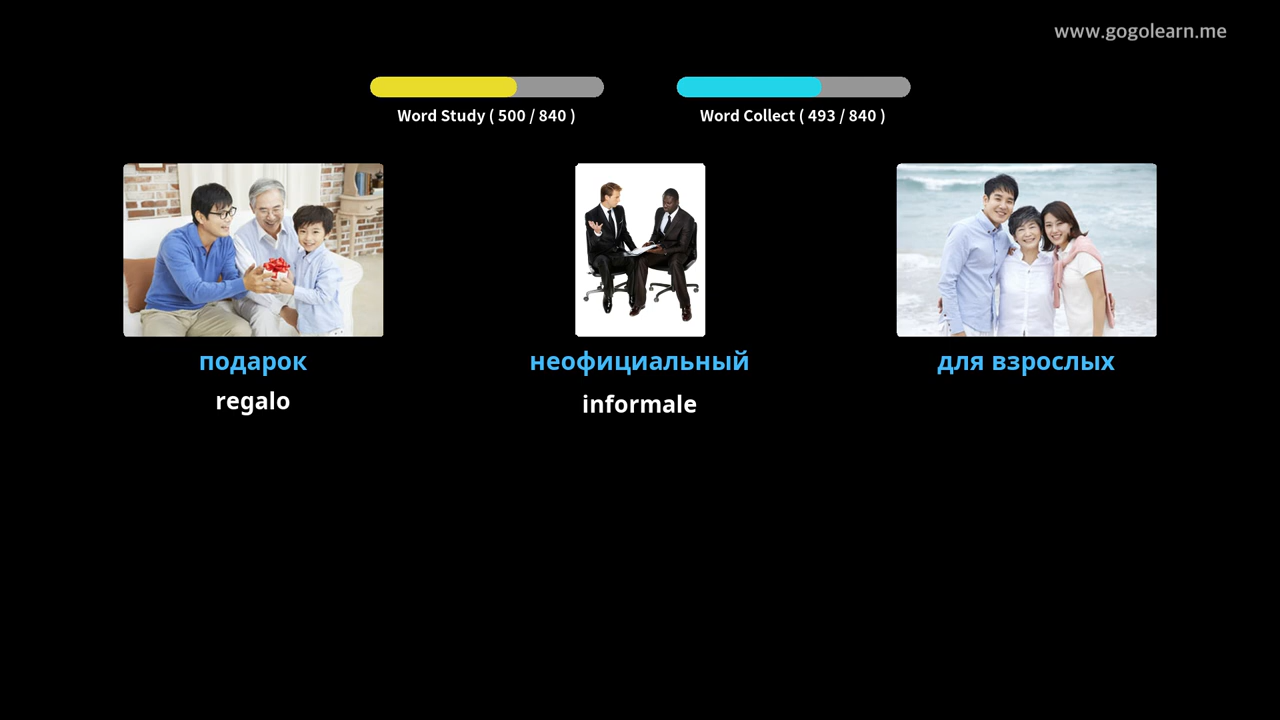 www.gogolearn.me
Word Study ( 500 / 840 )
Word Collect ( 493 / 840 )
подарок
неофициальный
для взрослых
regalo
informale